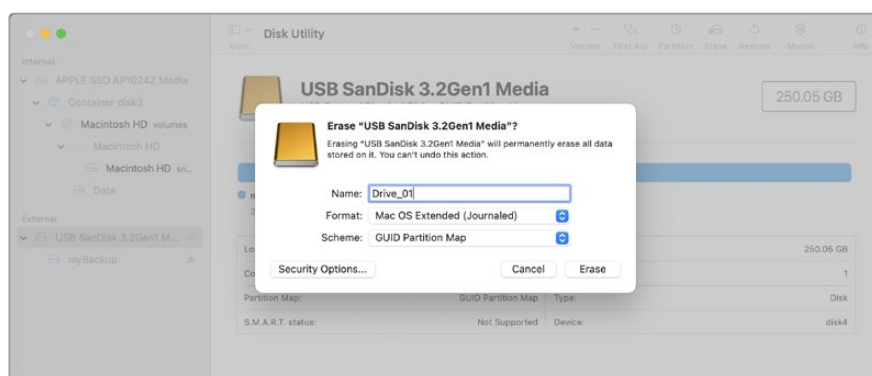 Disk Utility
View
Volume First Aid Partition Erase Restore Mount Info
Internal
APPLE SSD AP1024Z Media
Container disk3
Macintosh HD volumes
Macintosh HD
Macintosh HD sn...
Data
External
USB SanDisk 3.2Gen1 M...
myBackup
USB SanDisk 3.2Gen1 Media
250.05 GB
Erase “USB SanDisk 3.2Gen1 Media”?
Erasing “USB SanDisk 3.2Gen1 Media” will permanently erase all data
stored on it. You can't undo this action.
Name: Drive_01
Format: Mac OS Extended (Journaled)
Scheme: GUID Partition Map
Security Options... Cancel Erase
250.05 GB
1
Partition Map: GUID Partition Map Type: Disk
S.M.A.R.T. status: Not Supported Device: disk4